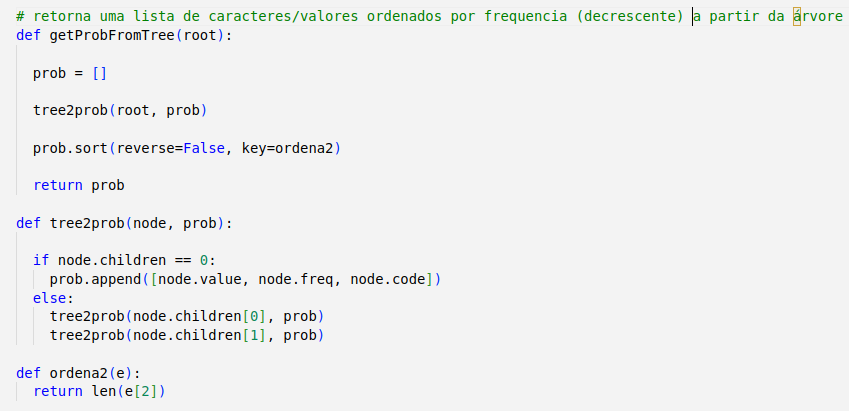 # retorna uma lista de caracteres/valores ordenados por frequencia (decrescente) a partir da árvore
def getProbFromTree(root):
prob = []
tree2prob(root, prob)
prob.sort(reverse=False, key=ordena2)
return prob
def tree2prob(node, prob):
if node.children == 0:
prob.append([node.value, node.freq, node.code])
else:
tree2prob(node.children[0], prob)
tree2prob(node.children[1], prob)
def ordena2(e):
return len(e[2])